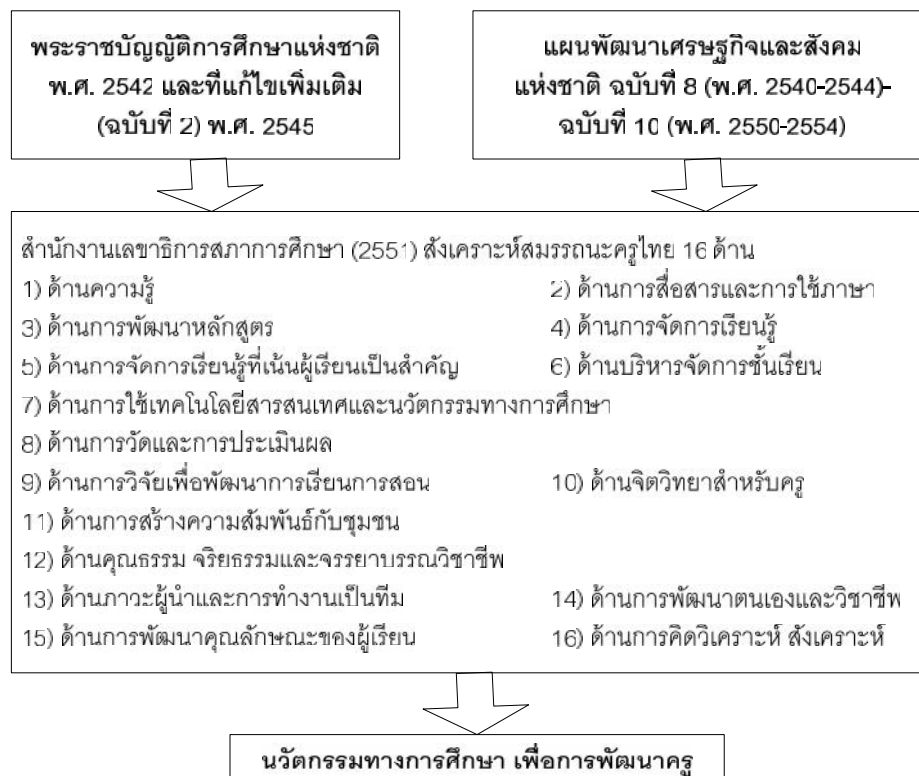 พระราชบัญญัติการศึกษาแห่งชาติ
พ.ศ. 2542 และที่แก้ไขเพิ่มเติม
(ฉบับที่ 2) พ.ศ. 2545
แผนพัฒนาเศรษฐกิจและสังคม
แห่งชาติ ฉบับที่ 8 (พ.ศ. 2540-2544)-
ฉบับที่ 10 (พ.ศ. 2550-2554)
สำนักงานเลขาธิการสภาการศึกษา (2551) สังเคราะห์สมรรถนะครูไทย 16 ด้าน
1) ด้านความรู้ 2) ด้านการสื่อสารและการใช้ภาษา
3) ด้านการพัฒนาหลักสูตร 4) ด้านการจัดการเรียนรู้
5) ด้านการจัดการเรียนรู้ที่เน้นผู้เรียนเป็นสำคัญ 6) ด้านบริหารจัดการชั้นเรียน
7) ด้านการใช้เทคโนโลยีสารสนเทศและนวัตกรรมทางการศึกษา
8) ด้านการวัดและการประเมินผล
9) ด้านการวิจัยเพื่อพัฒนาการเรียนการสอน 10) ด้านจิตวิทยาสำหรับครู
11) ด้านการสร้างความสัมพันธ์กับชุมชน
12) ด้านคุณธรรม จริยธรรมและจรรยาบรรณวิชาชีพ
13) ด้านภาวะผู้นำและการทำงานเป็นทีม 14) ด้านการพัฒนาตนเองและวิชาชีพ
15) ด้านการพัฒนาคุณลักษณะของผู้เรียน 16) ด้านการคิดวิเคราะห์ สังเคราะห์
นวัตกรรมทางการศึกษา เพื่อการพัฒนาครู